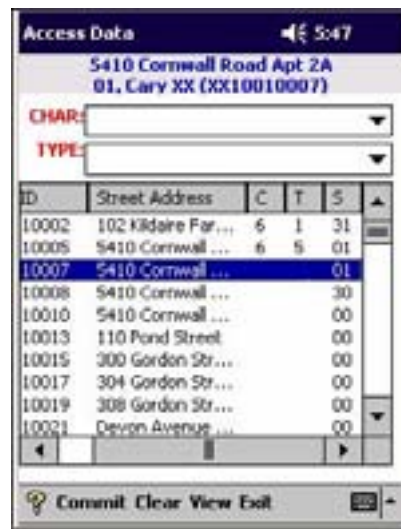 Access Data 5:47
5410 Cornwall Road Apt 2A
01, Cary XX (XX10010007)
CHAR:
TYPE:
ID Street Address C T S
10002 102 Kildaire Far... 6 1 31
10005 5410 Cornwall ... 6 5 01
10007 5410 Cornwall ... 01
10008 5410 Cornwall ... 30
10010 5410 Cornwall ... 00
10013 110 Pond Street 00
10015 300 Gordon Str... 00
10017 304 Gordon Str... 00
10019 308 Gordon Str... 00
10021 Devon Avenue ... 00
? Commit Clear View Exit